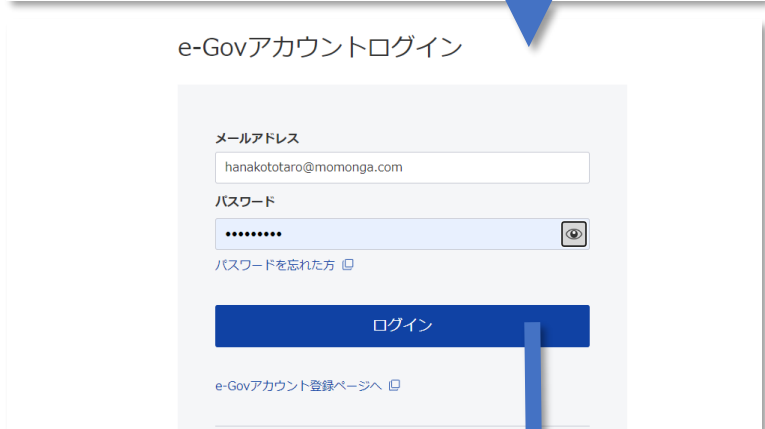 e-Govアカウントログイン
メールアドレス
hanakototaro@momonga.com
パスワード
•••••••••
パスワードを忘れた方
ログイン
e-Govアカウント登録ページへ